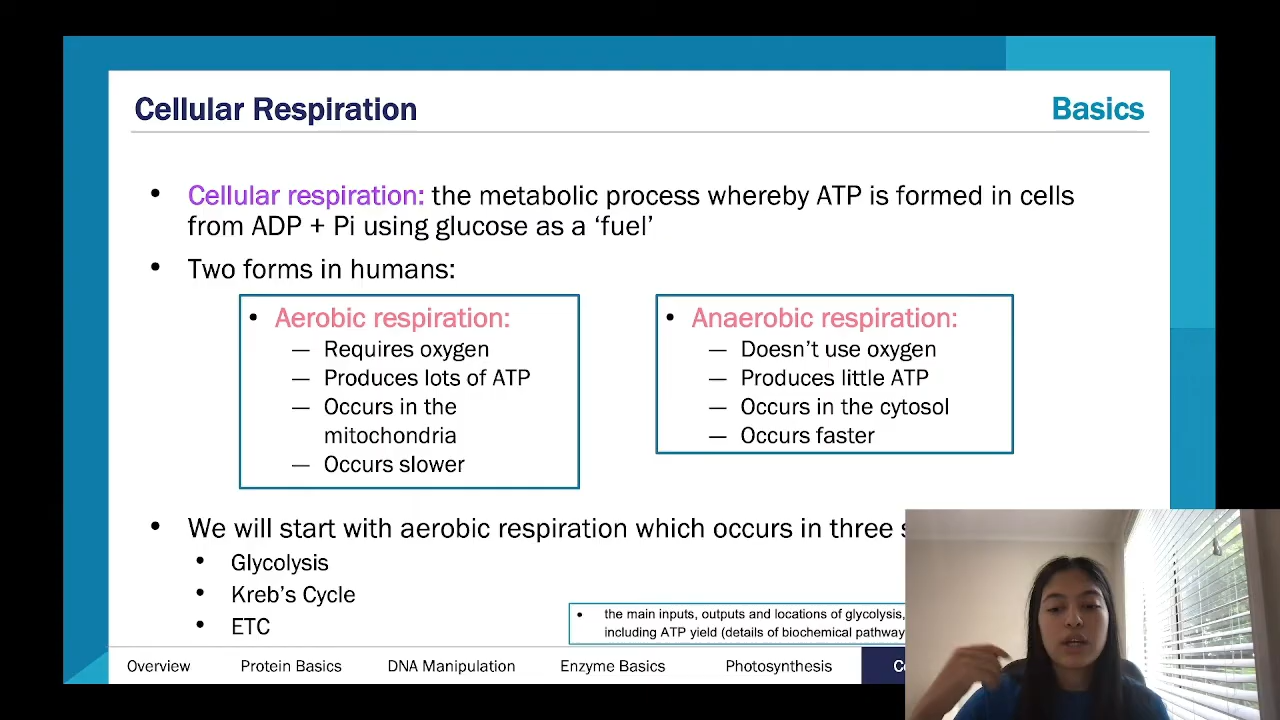 Cellular Respiration
Basics
• Cellular respiration: the metabolic process whereby ATP is formed in cells
from ADP + Pi using glucose as a ‘fuel’
• Two forms in humans:
• Aerobic respiration:
— Requires oxygen
— Produces lots of ATP
— Occurs in the
mitochondria
— Occurs slower
• Anaerobic respiration:
— Doesn’t use oxygen
— Produces little ATP
— Occurs in the cytosol
— Occurs faster
• We will start with aerobic respiration which occurs in three
• Glycolysis
• Kreb’s Cycle
• ETC
• the main inputs, outputs and locations of glycolysis,
including ATP yield (details of biochemical pathway
Overview
Protein Basics
DNA Manipulation
Enzyme Basics
Photosynthesis